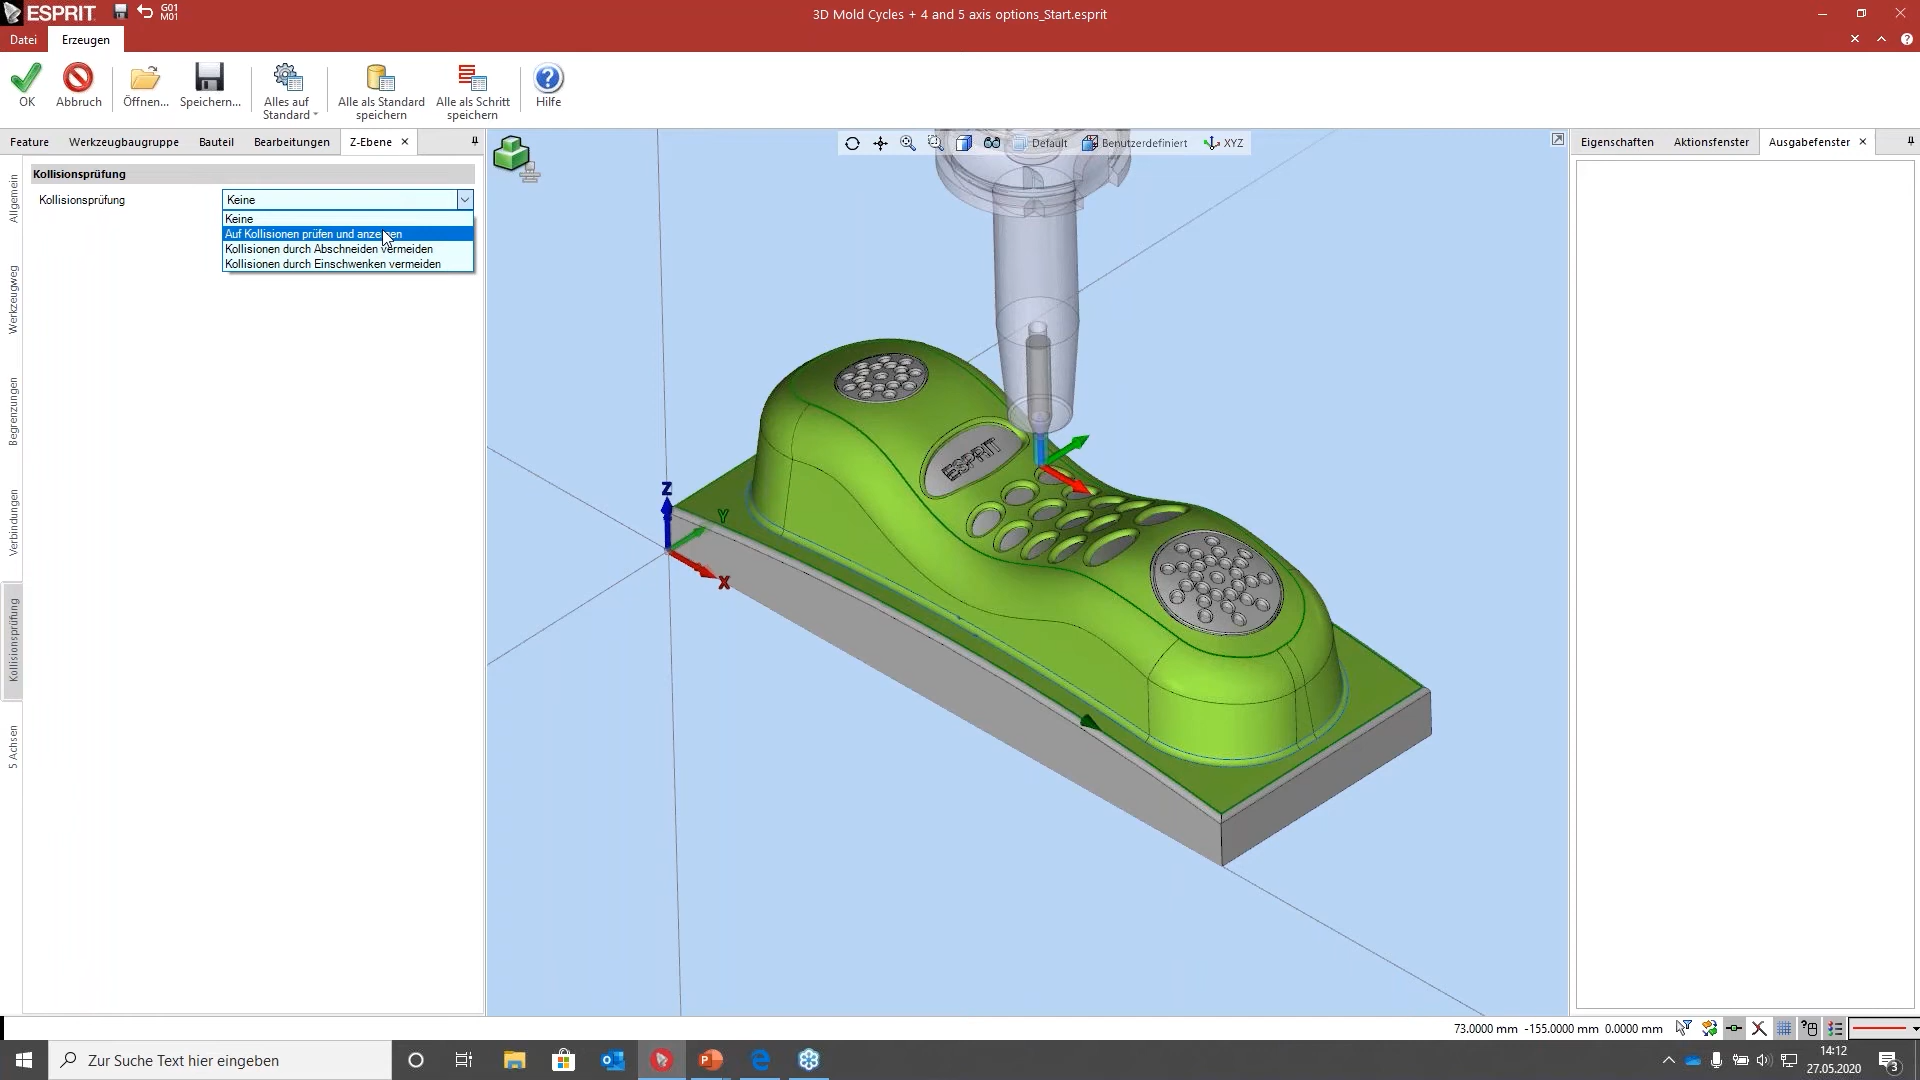 ESPRIT
G01
M01
3D Mold Cycles + 4 and 5 axis options_Start.esprit
Datei
Erzeugen
OK
Abbruch
Öffnen...
Speichern...
Alles auf
Standard
Alle als Standard
speichern
Alle als Schritt
speichern
Hilfe
Feature
Werkzeugbaugruppe
Bauteil
Bearbeitungen
Z-Ebene
Default
Benutzerdefiniert
XYZ
Eigenschaften
Aktionsfenster
Ausgabefenster
Kollisionsprüfung
Kollisionsprüfung
Keine
Keine
Auf Kollisionen prüfen und anzeigen
Kollisionen durch Abschneiden vermeiden
Kollisionen durch Einschwenken vermeiden
Allgemein
Werkzeugweg
Begrenzungen
Verbindungen
Kollisionsprüfung
5 Achsen
ESPRIT
Z
Y
X
73.0000 mm -155.0000 mm 0.0000 mm
Zur Suche Text hier eingeben
14:12
27.05.2020
3